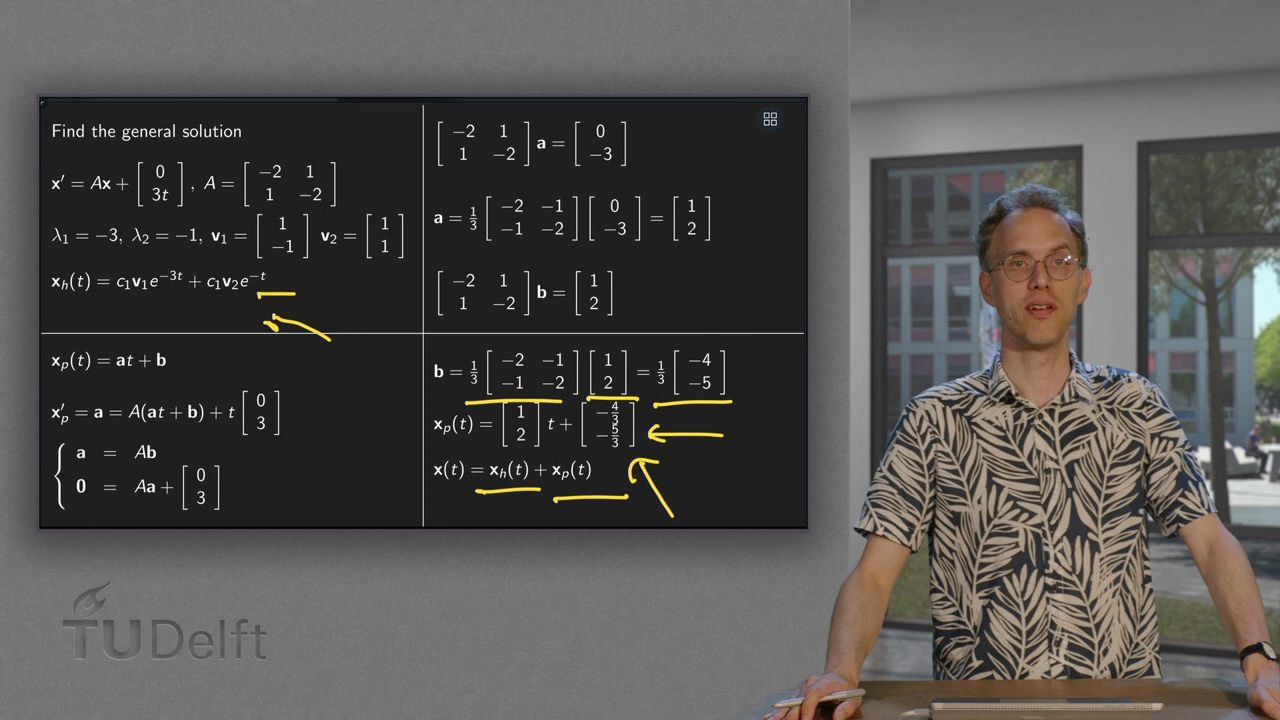 Find the general solution
x′ = Ax + [ 0 ; 3t ] , A = [ −2 1 ; 1 −2 ]
λ₁ = −3, λ₂ = −1, v₁ = [ 1 ; −1 ] v₂ = [ 1 ; 1 ]
xₕ(t) = c₁v₁e⁻³ᵗ + c₁v₂e⁻ᵗ
[ −2 1 ; 1 −2 ] a = [ 0 ; −3 ]
a = 1/3 [ −2 −1 ; −1 −2 ] [ 0 ; −3 ] = [ 1 ; 2 ]
[ −2 1 ; 1 −2 ] b = [ 1 ; 2 ]
xₚ(t) = at + b
x′ₚ = a = A(at + b) + t [ 0 ; 3 ]
{ a = Ab
0 = Aa + [ 0 ; 3 ]
b = 1/3 [ −2 −1 ; −1 −2 ] [ 1 ; 2 ] = 1/3 [ −4 ; −5 ]
xₚ(t) = [ 1 ; 2 ] t + [ −4/3 ; −5/3 ]
x(t) = xₕ(t) + xₚ(t)
TUDelft